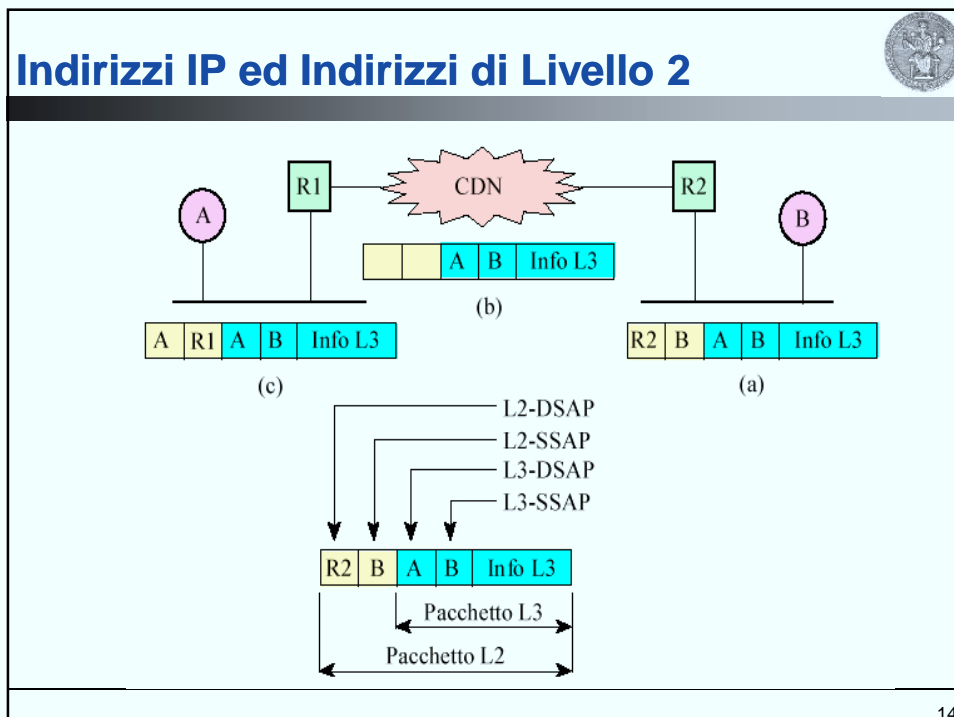 Indirizzi IP ed Indirizzi di Livello 2
R1
CDN
R2
A
B
A B Info L3
(b)
A R1 A B Info L3
R2 B A B Info L3
(c)
(a)
L2-DSAP
L2-SSAP
L3-DSAP
L3-SSAP
R2 B A B Info L3
Pacchetto L3
Pacchetto L2
14